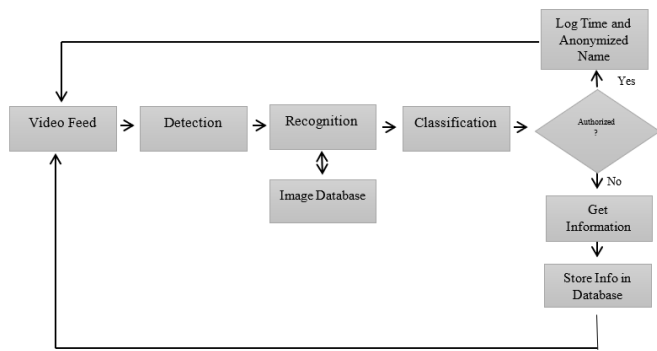 Log Time and
Anonymized
Name
Yes
Video Feed
Detection
Recognition
Classification
Authorized
?
No
Image Database
Get
Information
Store Info in
Database